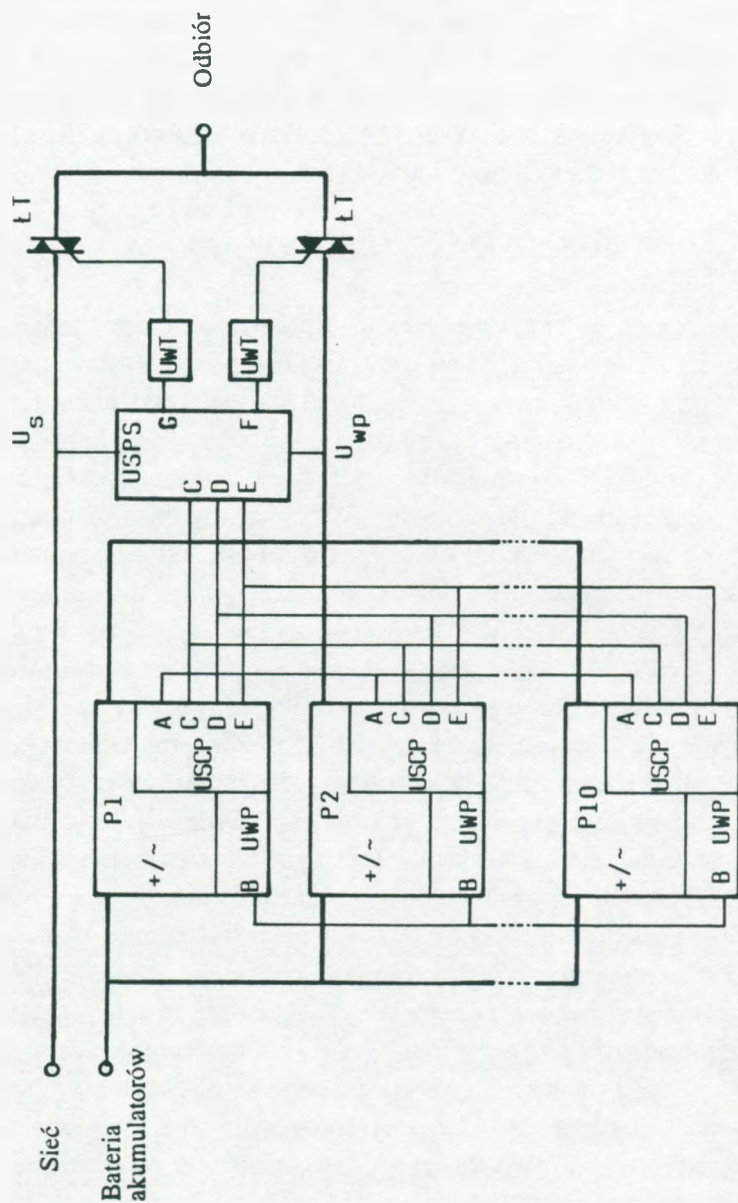 Sieć
Bateria
akumulatorów
P1
+/~
USCP
UWP
A
C
D
E
B
P2
+/~
USCP
UWP
A
C
D
E
B
P10
+/~
USCP
UWP
A
C
D
E
B
U_s
USPS
C
D
E
G
F
U_wp
UWT
UWT
ŁT
ŁT
Odbiór